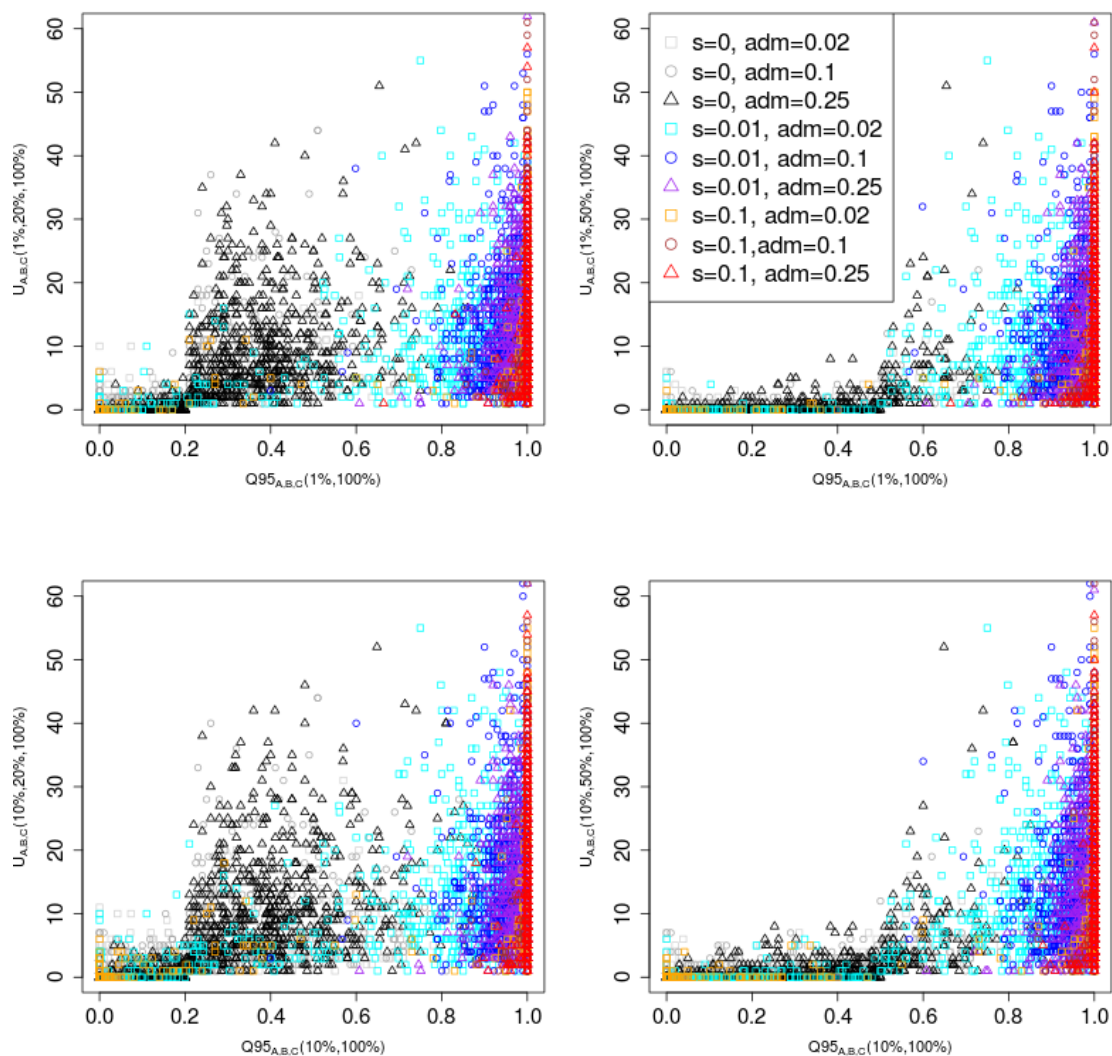 U_A,B,C(1%,20%,100%)
0 10 20 30 40 50 60
0.0 0.2 0.4 0.6 0.8 1.0
Q95_A,B,C(1%,100%)
U_A,B,C(1%,50%,100%)
0 10 20 30 40 50 60
s=0, adm=0.02
s=0, adm=0.1
s=0, adm=0.25
s=0.01, adm=0.02
s=0.01, adm=0.1
s=0.01, adm=0.25
s=0.1, adm=0.02
s=0.1,adm=0.1
s=0.1, adm=0.25
0.0 0.2 0.4 0.6 0.8 1.0
Q95_A,B,C(1%,100%)
U_A,B,C(10%,20%,100%)
0 10 20 30 40 50 60
0.0 0.2 0.4 0.6 0.8 1.0
Q95_A,B,C(10%,100%)
U_A,B,C(10%,50%,100%)
0 10 20 30 40 50 60
0.0 0.2 0.4 0.6 0.8 1.0
Q95_A,B,C(10%,100%)